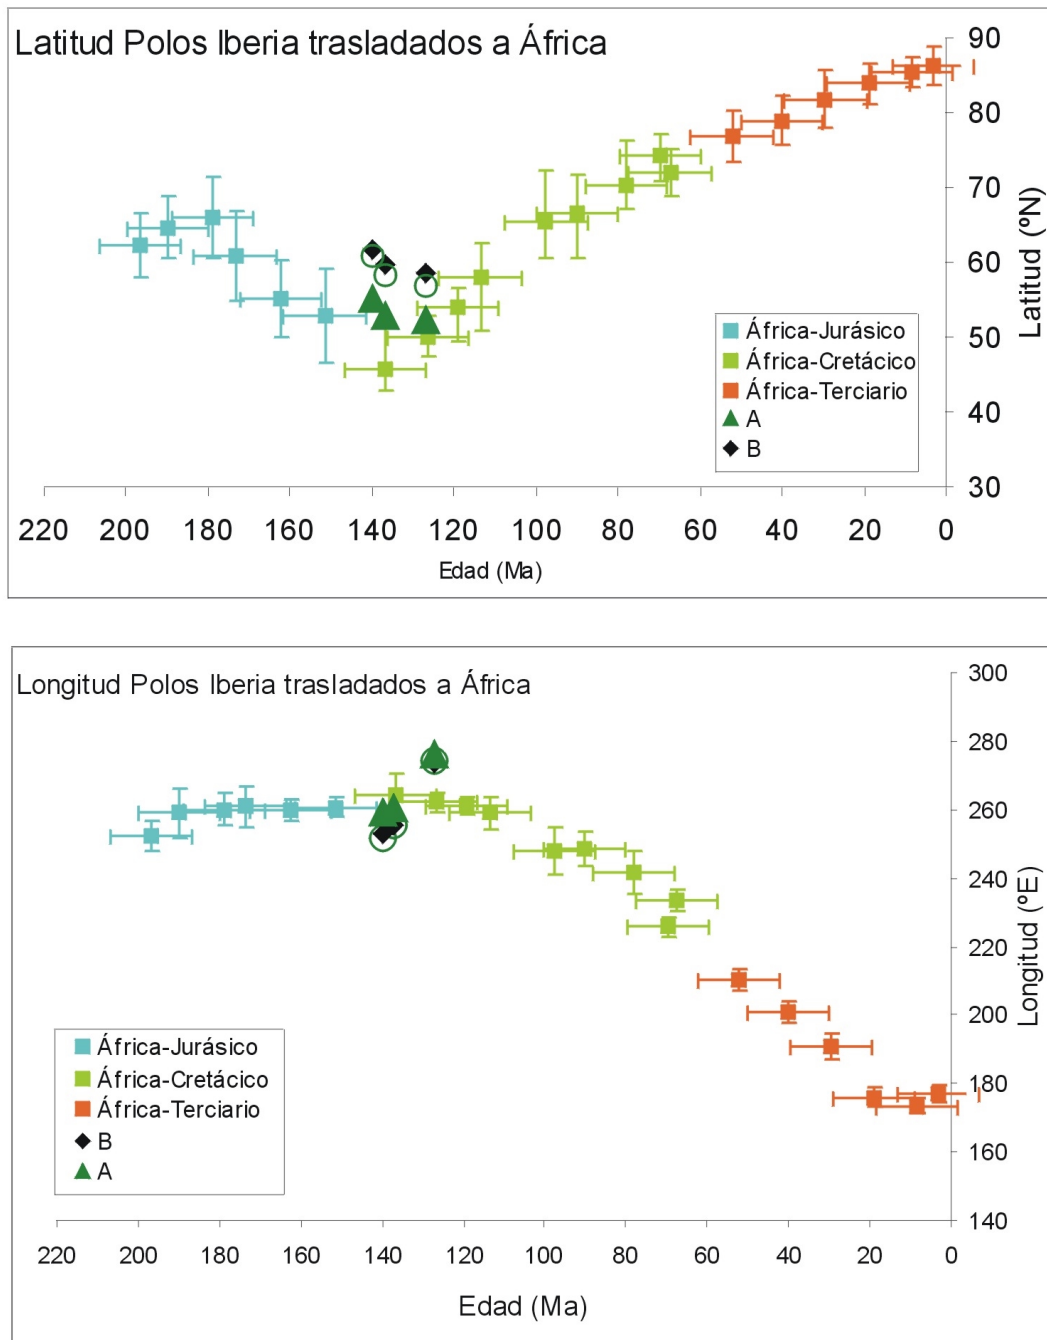 Latitud Polos Iberia trasladados a África
90
80
70
60
50
40
30
Latitud (ºN)
África-Jurásico
África-Cretácico
África-Terciario
A
B
220 200 180 160 140 120 100 80 60 40 20 0
Edad (Ma)
Longitud Polos Iberia trasladados a África
300
280
260
240
220
200
180
160
140
Longitud (ºE)
África-Jurásico
África-Cretácico
África-Terciario
B
A
220 200 180 160 140 120 100 80 60 40 20 0
Edad (Ma)